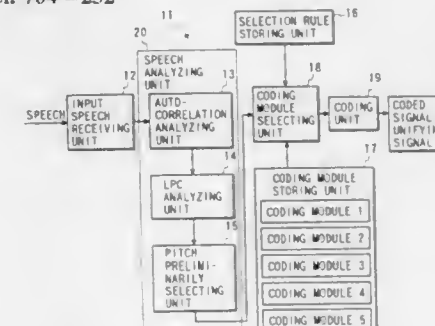 704-232
11
20
SPEECH
ANALYZING
UNIT
12
INPUT
SPEECH
RECEIVING
UNIT
SPEECH
13
AUTO-
CORRELATION
ANALYZING
UNIT
14
LPC
ANALYZING
UNIT
15
PITCH
PRELIMI-
NARILY
SELECTING
UNIT
16
SELECTION RULE
STORING UNIT
18
CODING
MODULE
SELECTING
UNIT
19
CODING
UNIT
CODED
SIGNAL
UNIFYING
SIGNAL
17
CODING MODULE
STORING UNIT
CODING MODULE 1
CODING MODULE 2
CODING MODULE 3
CODING MODULE 4
CODING MODULE 5